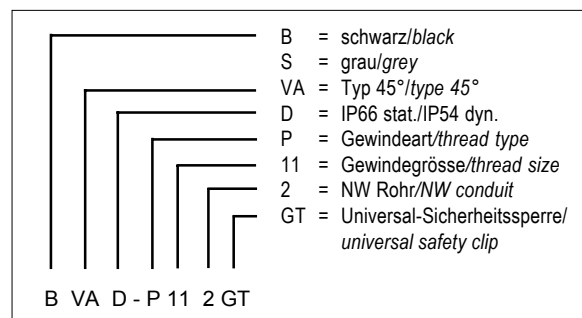 B = schwarz/black
S = grau/grey
VA = Typ 45°/type 45°
D = IP66 stat./IP54 dyn.
P = Gewindeart/thread type
11 = Gewindegrösse/thread size
2 = NW Rohr/NW conduit
GT = Universal-Sicherheitssperre/
universal safety clip
B VA D - P 11 2 GT